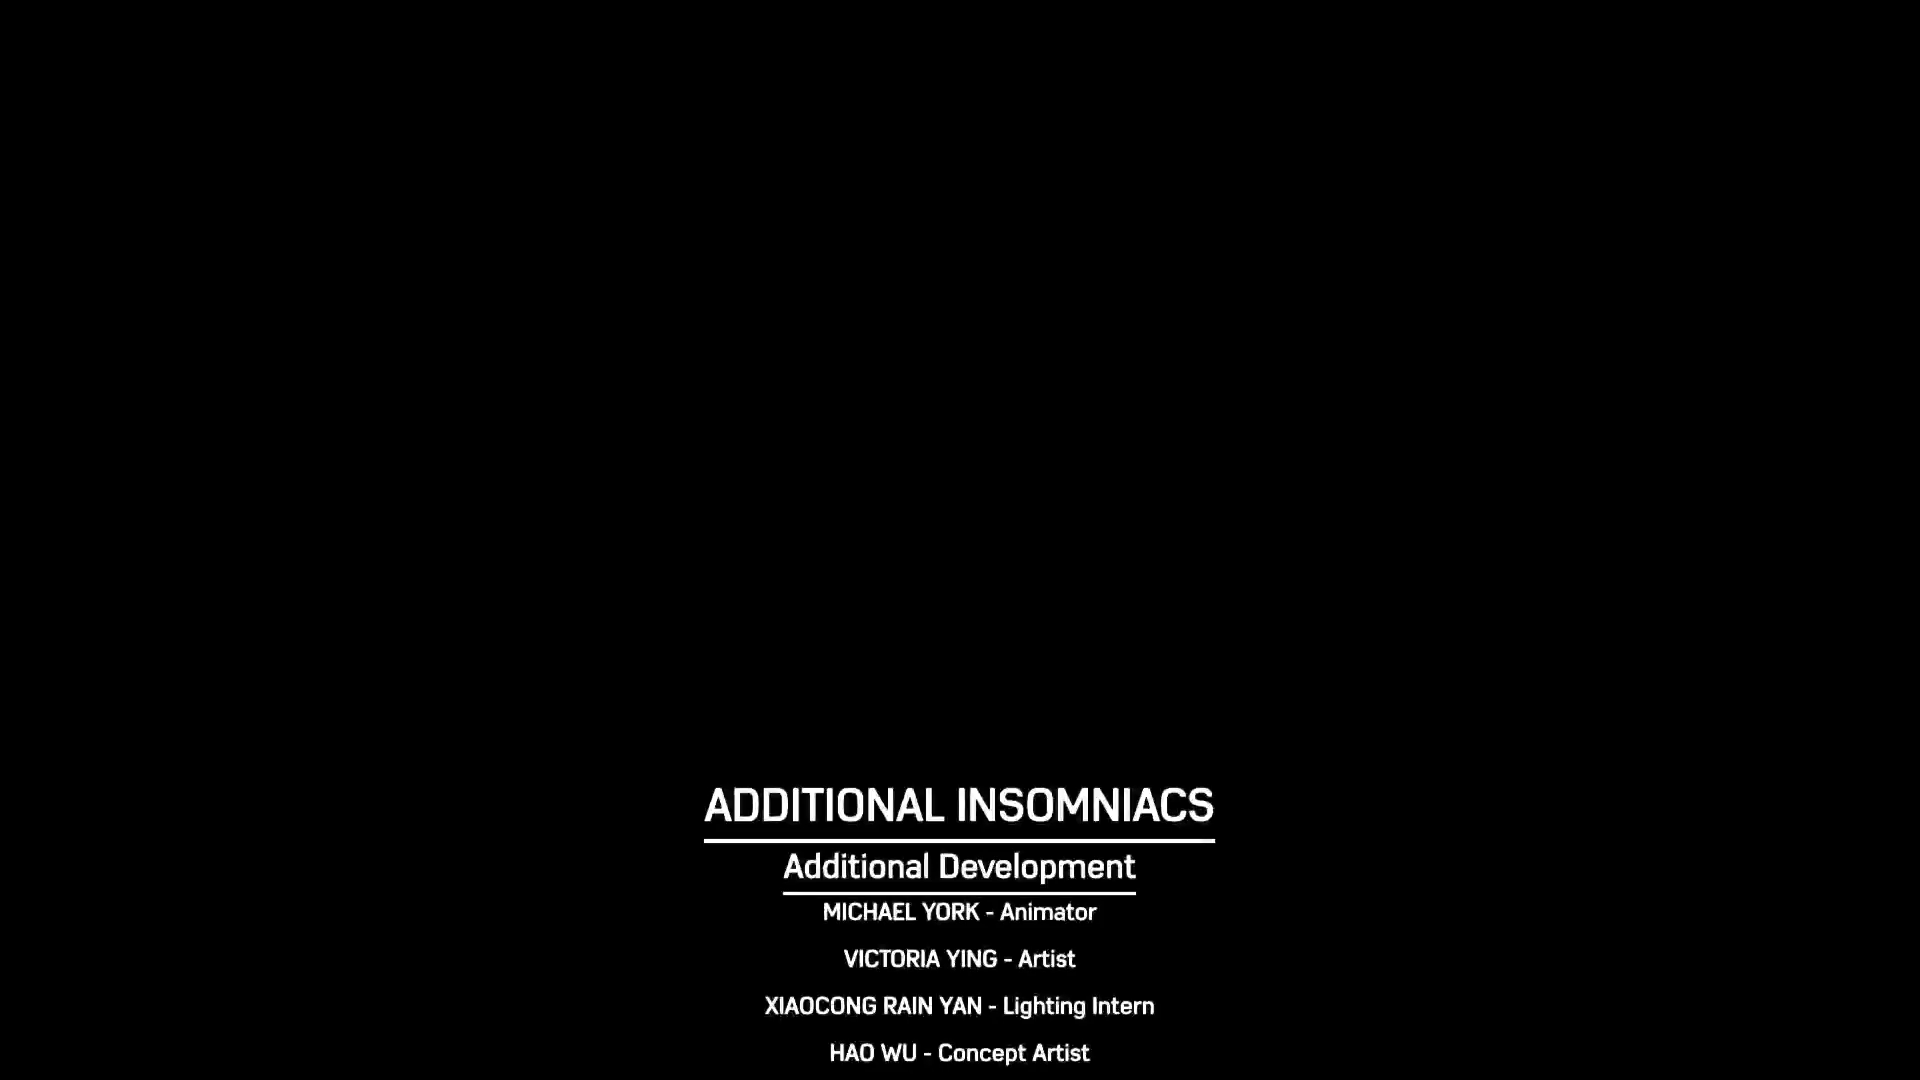 ADDITIONAL INSOMNIACS
Additional Development
MICHAEL YORK - Animator
VICTORIA YING - Artist
XIAOCONG RAIN YAN - Lighting Intern
HAO WU - Concept Artist